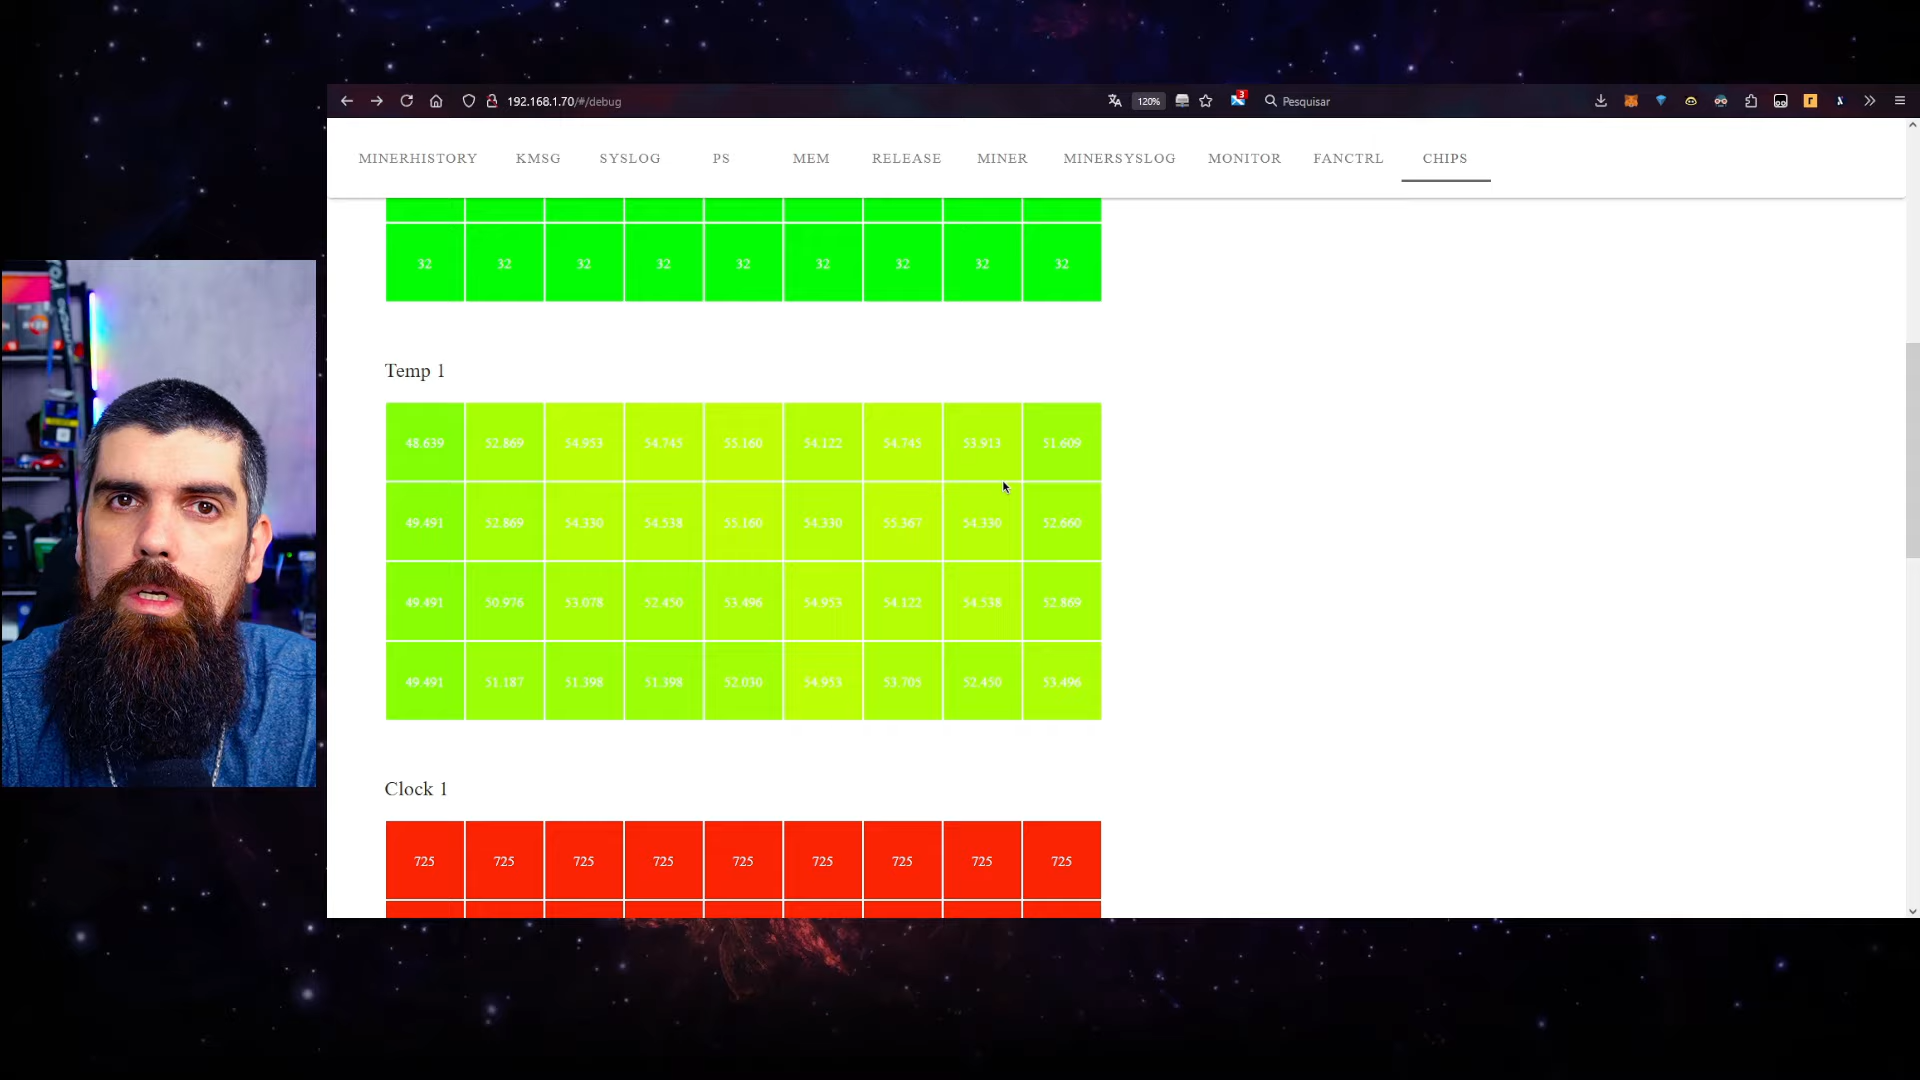 192.168.1.70/#/debug 120% 3 Pesquisar
MINERHISTORY KMSG SYSLOG PS MEM RELEASE MINER MINERSYSLOG MONITOR FANCTRL CHIPS
32 32 32 32 32 32 32 32 32
Temp 1
48.639 52.869 54.953 54.745 55.160 54.122 54.745 53.913 51.609
49.491 52.869 54.330 54.538 55.160 54.330 55.367 54.330 52.660
49.491 50.976 53.078 52.450 53.496 54.953 54.122 54.538 52.869
49.491 51.187 51.398 51.398 52.030 54.953 53.705 52.450 53.496
Clock 1
725 725 725 725 725 725 725 725 725